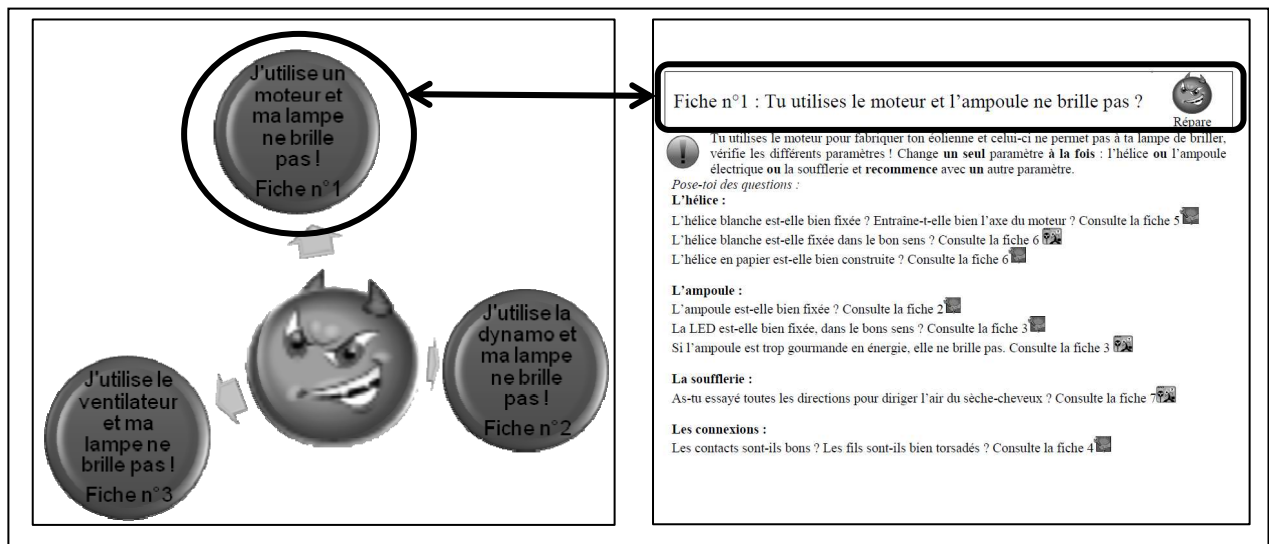 J'utilise un
moteur et
ma lampe
ne brille
pas !
Fiche n°1
J'utilise la
dynamo et
ma lampe
ne brille
pas !
Fiche n°2
J'utilise le
ventilateur
et ma
lampe ne
brille pas !
Fiche n°3
Fiche n°1 : Tu utilises le moteur et l'ampoule ne brille pas ?
Répare
Tu utilises le moteur pour fabriquer ton éolienne et celui-ci ne permet pas à ta lampe de briller,
vérifie les différents paramètres ! Change un seul paramètre à la fois : l'hélice ou l'ampoule
électrique ou la soufflerie et recommence avec un autre paramètre.
Pose-toi des questions :
L'hélice :
L'hélice blanche est-elle bien fixée ? Entraîne-t-elle bien l'axe du moteur ? Consulte la fiche 5
L'hélice blanche est-elle fixée dans le bon sens ? Consulte la fiche 6
L'hélice en papier est-elle bien construite ? Consulte la fiche 6
L'ampoule :
L'ampoule est-elle bien fixée ? Consulte la fiche 2
La LED est-elle bien fixée, dans le bons sens ? Consulte la fiche 3
Si l'ampoule est trop gourmande en énergie, elle ne brille pas. Consulte la fiche 3
La soufflerie :
As-tu essayé toutes les directions pour diriger l'air du sèche-cheveux ? Consulte la fiche 7
Les connexions :
Les contacts sont-ils bons ? Les fils sont-ils bien torsadés ? Consulte la fiche 4